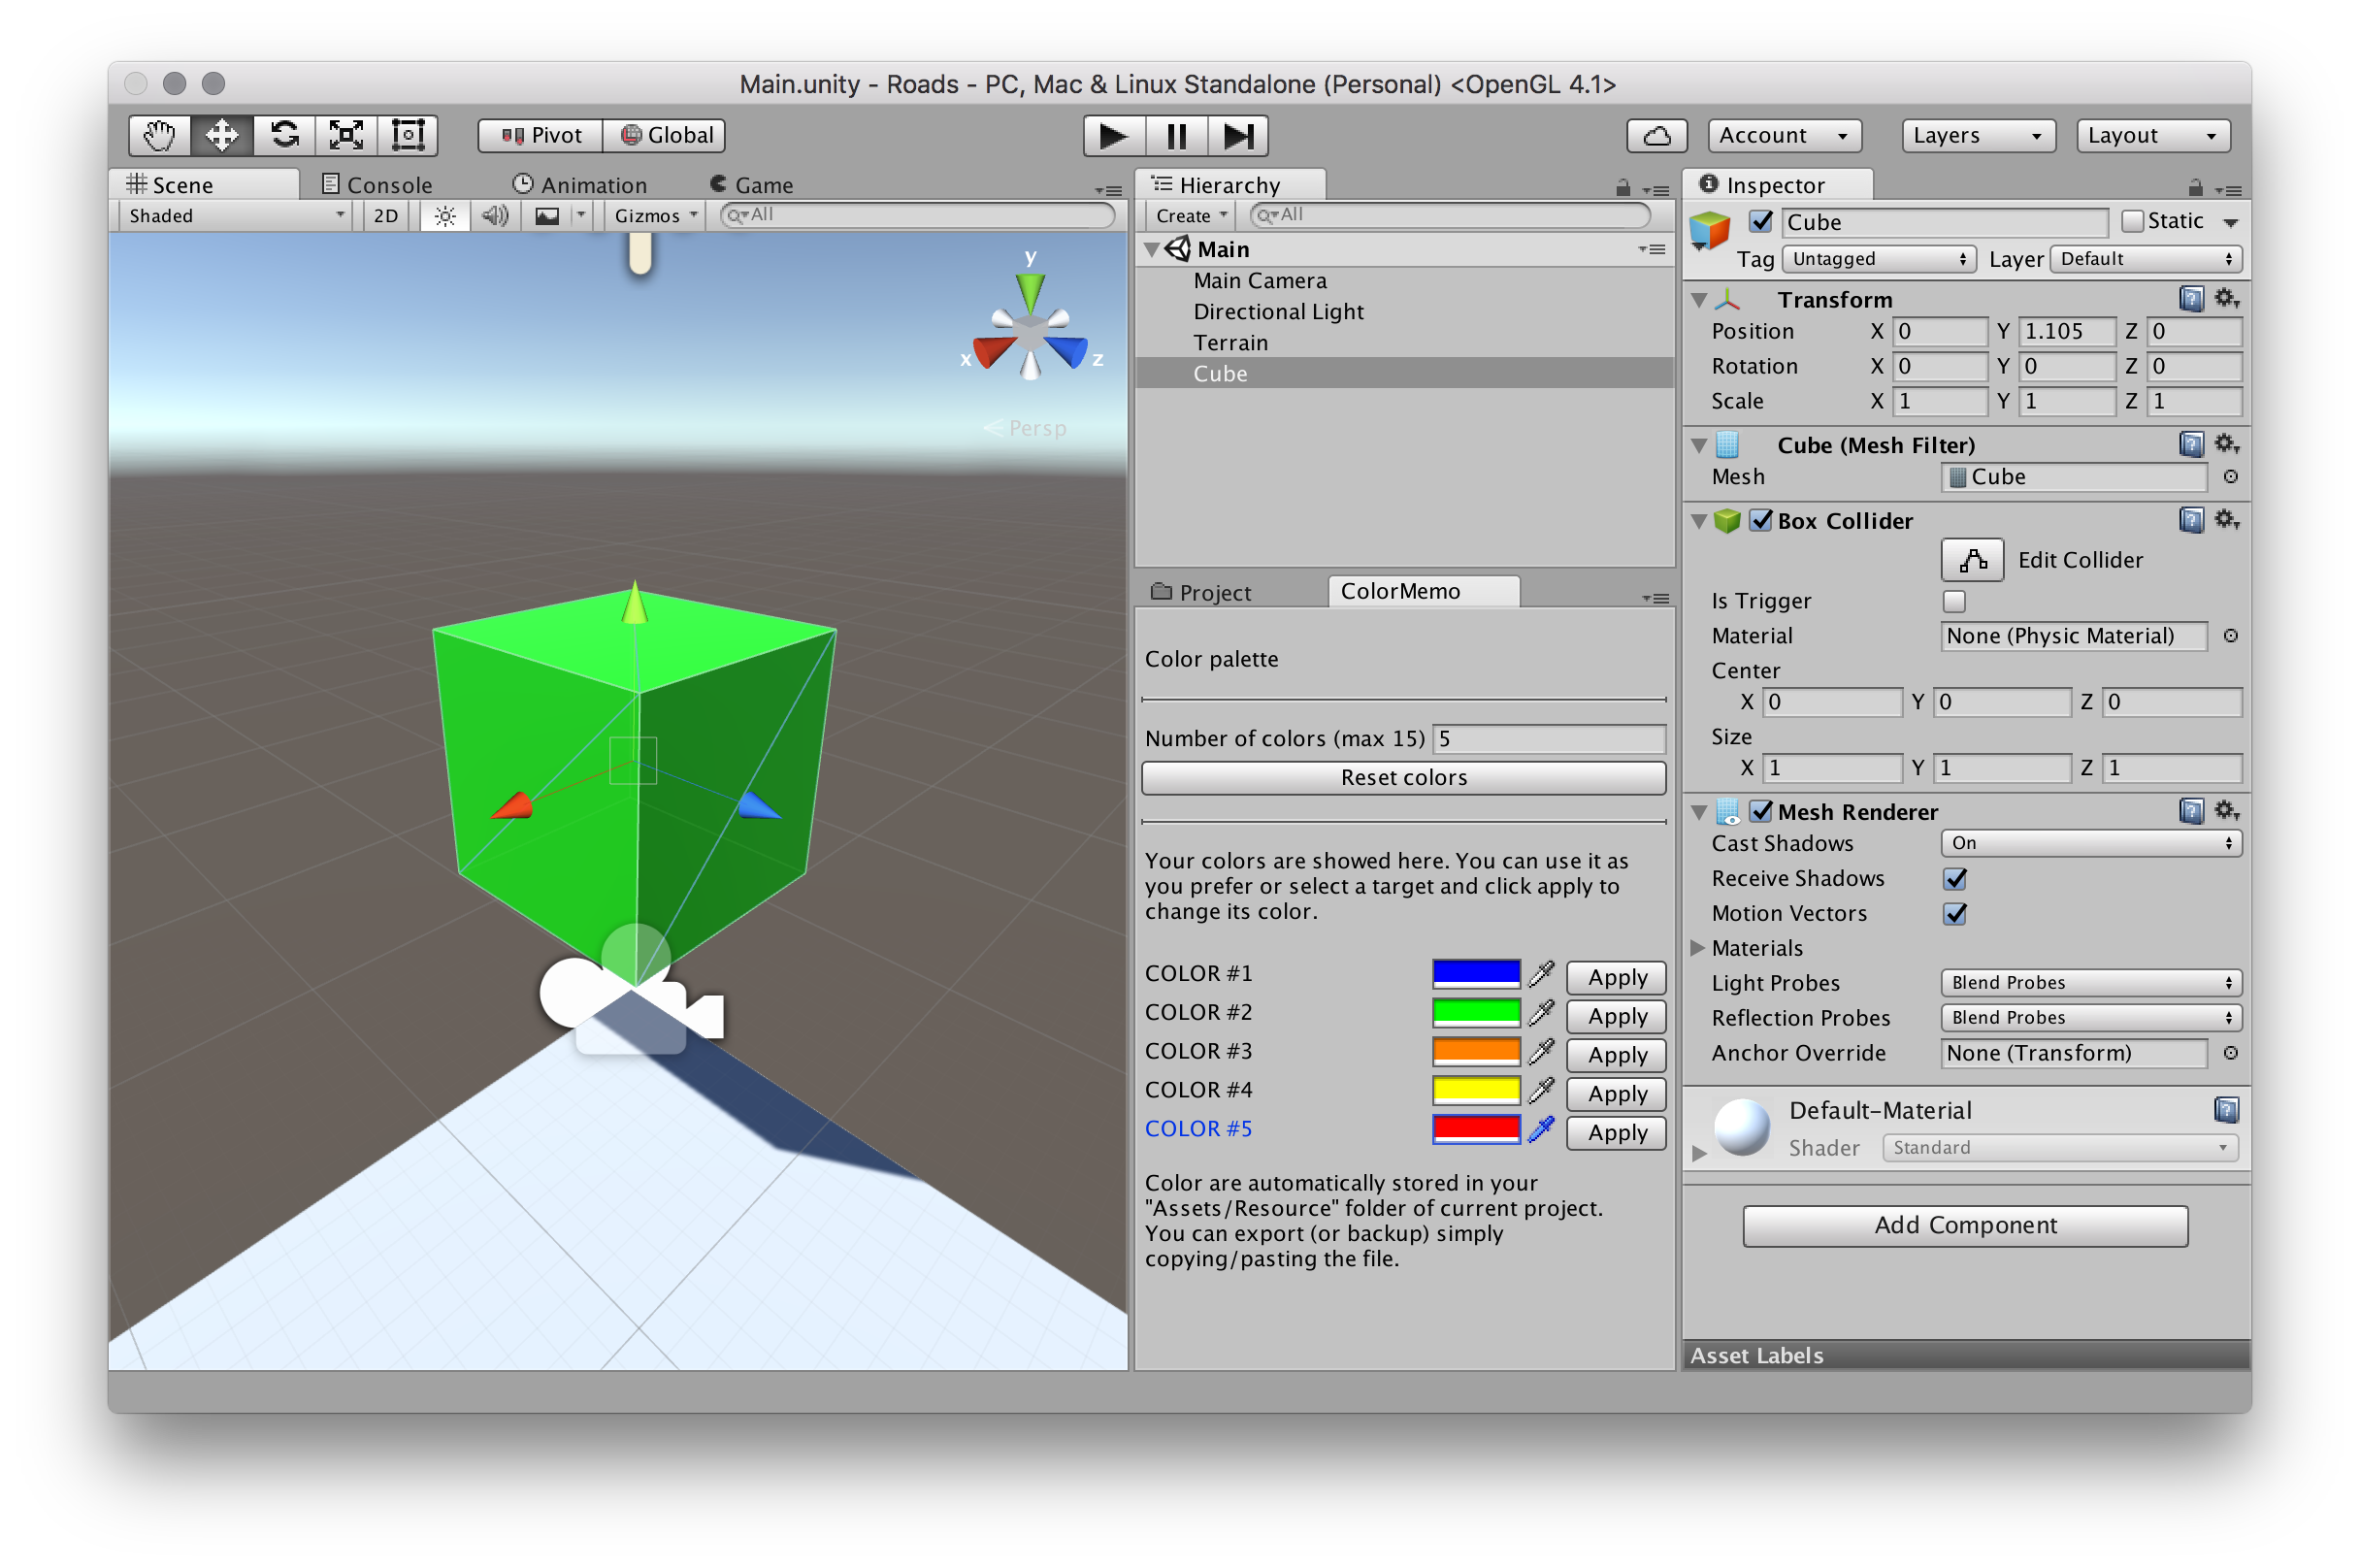 Main.unity - Roads - PC, Mac & Linux Standalone (Personal) <OpenGL 4.1>
Pivot Global
Account Layers Layout
Scene Console Animation Game
Shaded 2D Gizmos All
y
x z
Persp
Hierarchy
Create All
Main
Main Camera
Directional Light
Terrain
Cube
Project ColorMemo
Color palette
Number of colors (max 15) 5
Reset colors
Your colors are showed here. You can use it as
you prefer or select a target and click apply to
change its color.
COLOR #1 Apply
COLOR #2 Apply
COLOR #3 Apply
COLOR #4 Apply
COLOR #5 Apply
Color are automatically stored in your
"Assets/Resource" folder of current project.
You can export (or backup) simply
copying/pasting the file.
Inspector
Cube Static
Tag Untagged Layer Default
Transform
Position X 0 Y 1.105 Z 0
Rotation X 0 Y 0 Z 0
Scale X 1 Y 1 Z 1
Cube (Mesh Filter)
Mesh Cube
Box Collider
Edit Collider
Is Trigger
Material None (Physic Material)
Center
X 0 Y 0 Z 0
Size
X 1 Y 1 Z 1
Mesh Renderer
Cast Shadows On
Receive Shadows
Motion Vectors
Materials
Light Probes Blend Probes
Reflection Probes Blend Probes
Anchor Override None (Transform)
Default-Material
Shader Standard
Add Component
Asset Labels